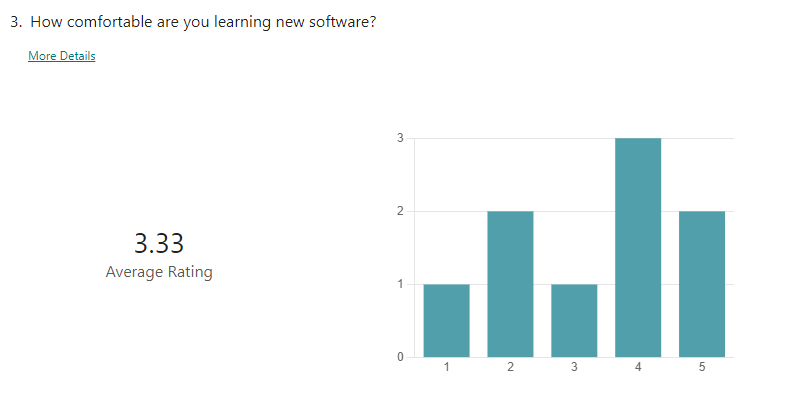 3. How comfortable are you learning new software?
More Details
3.33
Average Rating
3
2
1
0
1 2 3 4 5